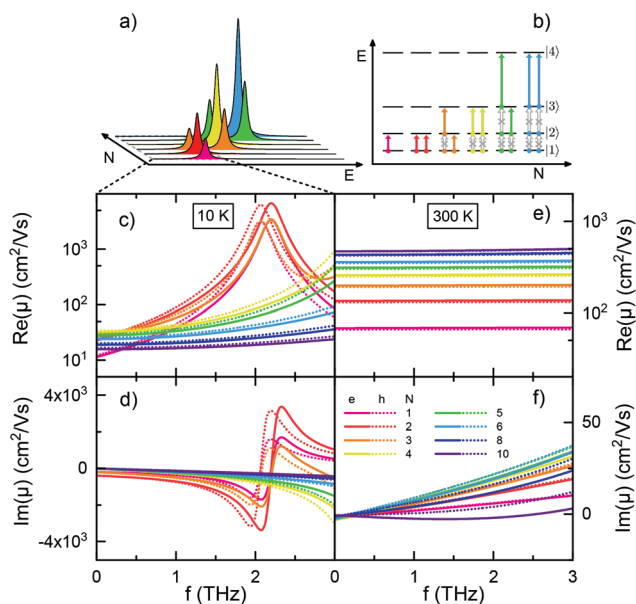 a)
b)
E
|4⟩
|3⟩
|2⟩
|1⟩
N
E
N
c)
10 K
300 K
e)
Re(μ) (cm²/Vs)
10³
10²
10¹
10³
10²
Re(μ) (cm²/Vs)
d)
e h N
1
2
3
4
5
6
8
10
f)
Im(μ) (cm²/Vs)
4x10³
0
-4x10³
50
0
Im(μ) (cm²/Vs)
0 1 2 3
0 1 2 3
f (THz)
f (THz)